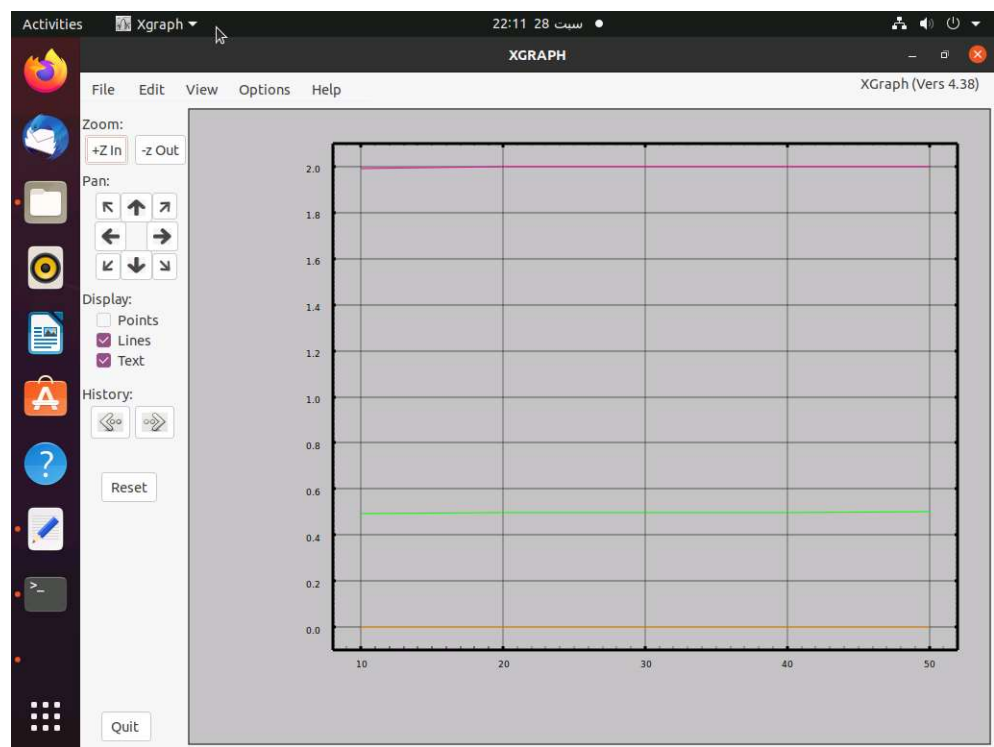 Activities Xgraph 22:11 28 سبت
XGRAPH
File Edit View Options Help XGraph (Vers 4.38)
Zoom:
+Z In -z Out
Pan:
Display:
Points
Lines
Text
History:
Reset
Quit
2.0
1.8
1.6
1.4
1.2
1.0
0.8
0.6
0.4
0.2
0.0
10 20 30 40 50